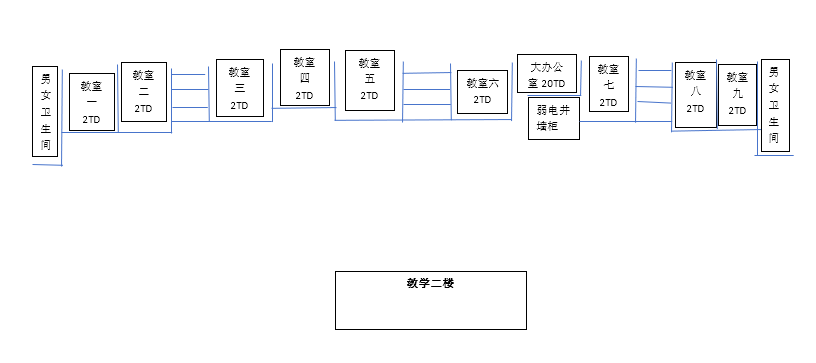 男
女
卫
生
间
教室
一
2TD
教室
二
2TD
教室
三
2TD
教室
四
2TD
教室
五
2TD
教室六
2TD
大办公
室 20TD
弱电井
墙柜
教室
七
2TD
教室
八
2TD
教室
九
2TD
男
女
卫
生
间
教学二楼